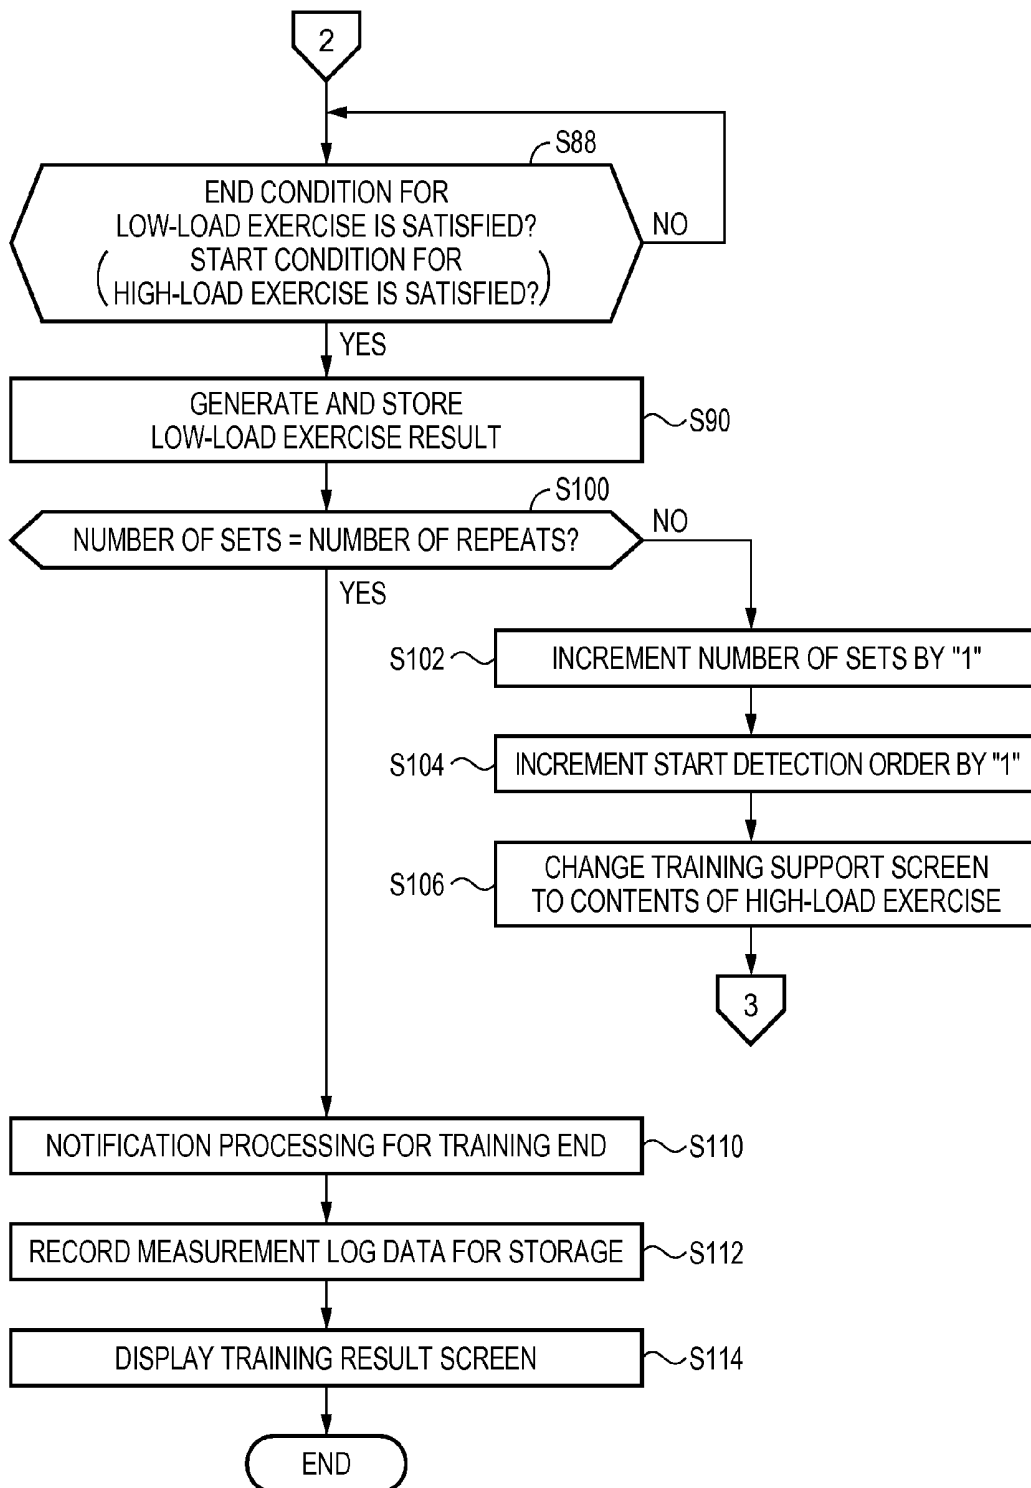 2
S88
END CONDITION FOR
LOW-LOAD EXERCISE IS SATISFIED?
(START CONDITION FOR
HIGH-LOAD EXERCISE IS SATISFIED?)
NO
YES
GENERATE AND STORE
LOW-LOAD EXERCISE RESULT
S90
S100
NUMBER OF SETS = NUMBER OF REPEATS?
NO
YES
S102
INCREMENT NUMBER OF SETS BY "1"
S104
INCREMENT START DETECTION ORDER BY "1"
S106
CHANGE TRAINING SUPPORT SCREEN
TO CONTENTS OF HIGH-LOAD EXERCISE
3
NOTIFICATION PROCESSING FOR TRAINING END
S110
RECORD MEASUREMENT LOG DATA FOR STORAGE
S112
DISPLAY TRAINING RESULT SCREEN
S114
END